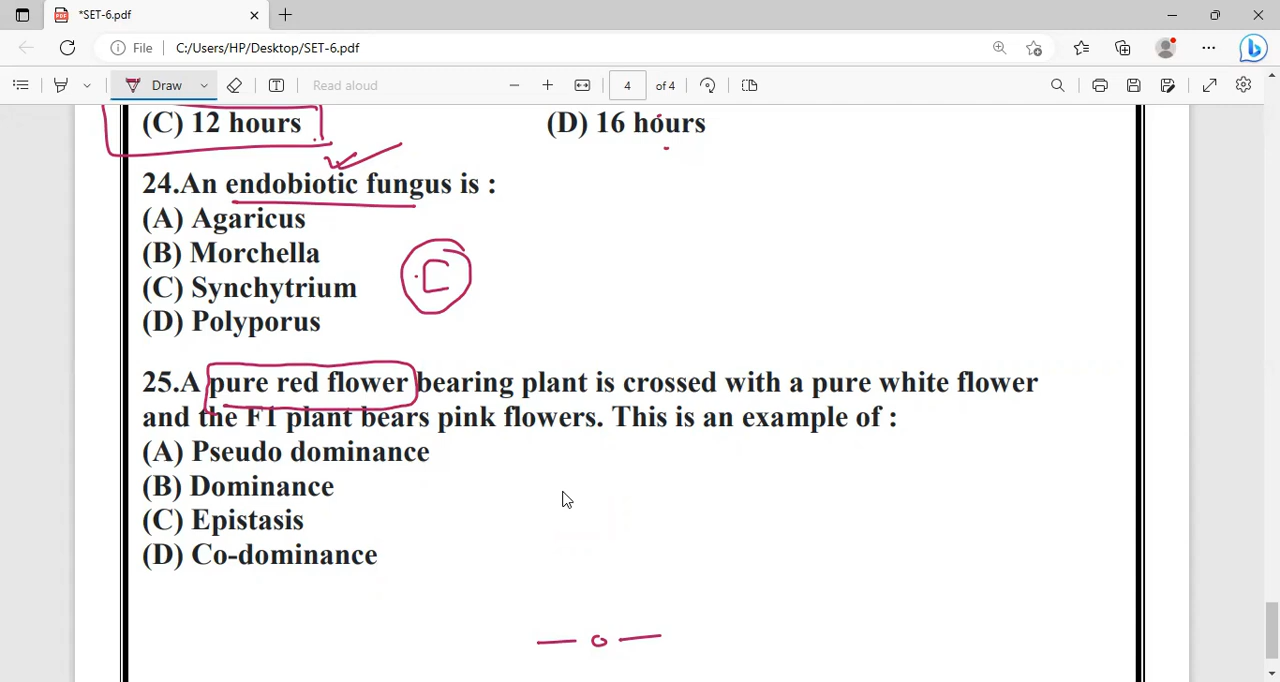 *SET-6.pdf
File C:/Users/HP/Desktop/SET-6.pdf
Draw Read aloud 4 of 4
(C) 12 hours (D) 16 hours
24.An endobiotic fungus is :
(A) Agaricus
(B) Morchella
(C) Synchytrium
C
(D) Polyporus
25.A pure red flower bearing plant is crossed with a pure white flower
and the F1 plant bears pink flowers. This is an example of :
(A) Pseudo dominance
(B) Dominance
(C) Epistasis
(D) Co-dominance
— o —